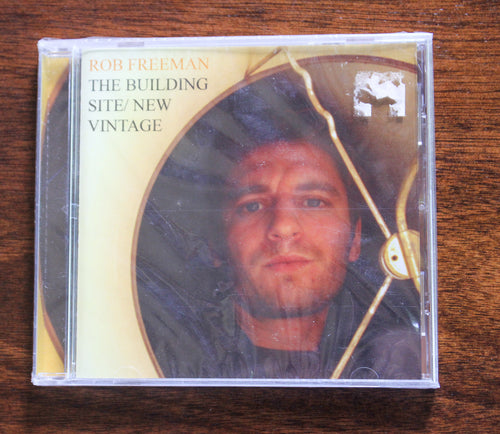 ROB FREEMAN
THE BUILDING
SITE/ NEW
VINTAGE